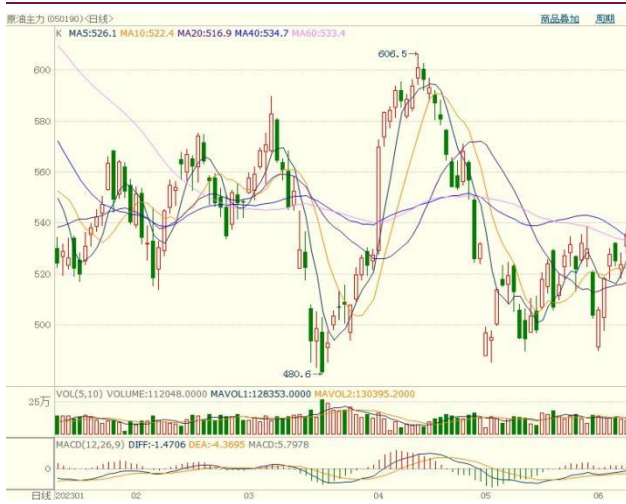 原油主力 (050190)<日线> 商品叠加 周期
K MA5:526.1 MA10:522.4 MA20:516.9 MA40:534.7 MA60:533.4
606.5→
600
580
560
540
520
500
480.6→
VOL(5,10) VOLUME:112048.0000 MAVOL1:128353.0000 MAVOL2:130395.2000
26万
MACD(12,26,9) DIFF:-1.4706 DEA:-4.3695 MACD:5.7978
0
日线 202301 02 03 04 05 06